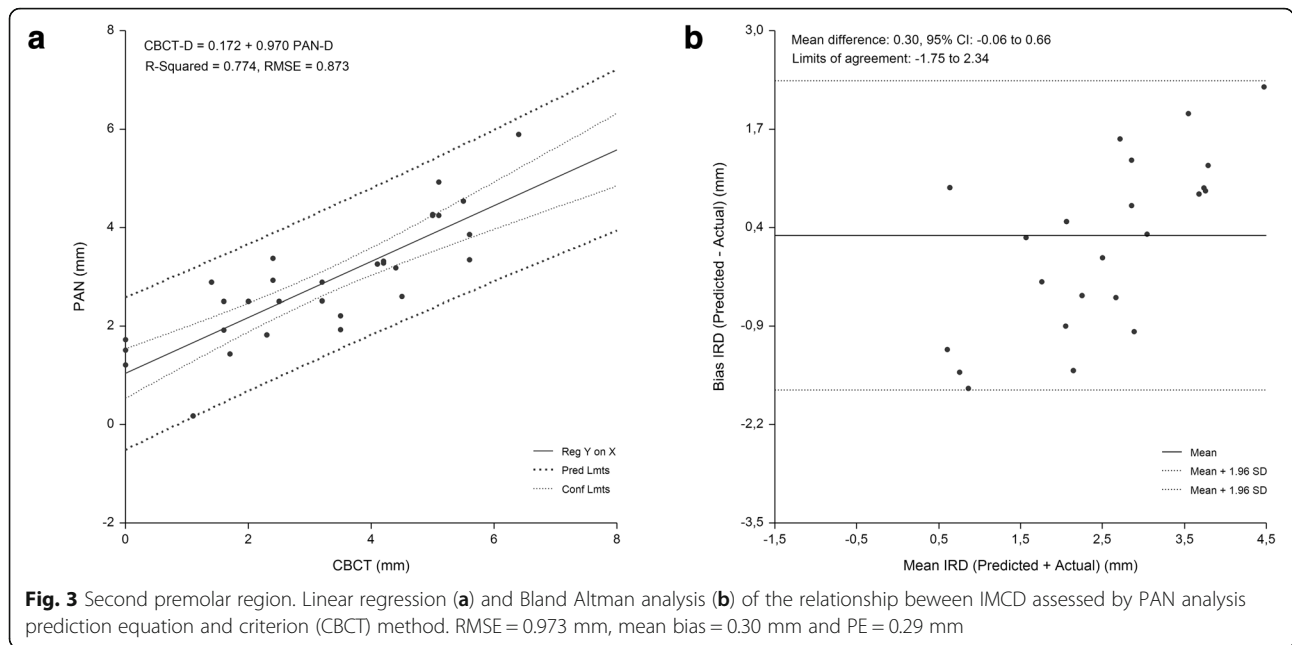 a
CBCT-D = 0.172 + 0.970 PAN-D
R-Squared = 0.774, RMSE = 0.873
8
6
4
2
0
-2
PAN (mm)
Reg Y on X
Pred Lmts
Conf Lmts
0
2
4
6
8
CBCT (mm)
b
Mean difference: 0.30, 95% CI: -0.06 to 0.66
Limits of agreement: -1.75 to 2.34
3,0
1,7
0,4
-0,9
-2,2
-3,5
Bias IRD (Predicted - Actual) (mm)
Mean
Mean + 1.96 SD
Mean + 1.96 SD
-1,5
-0,5
0,5
1,5
2,5
3,5
4,5
Mean IRD (Predicted + Actual) (mm)
Fig. 3 Second premolar region. Linear regression (a) and Bland Altman analysis (b) of the relationship beween IMCD assessed by PAN analysis
prediction equation and criterion (CBCT) method. RMSE = 0.973 mm, mean bias = 0.30 mm and PE = 0.29 mm